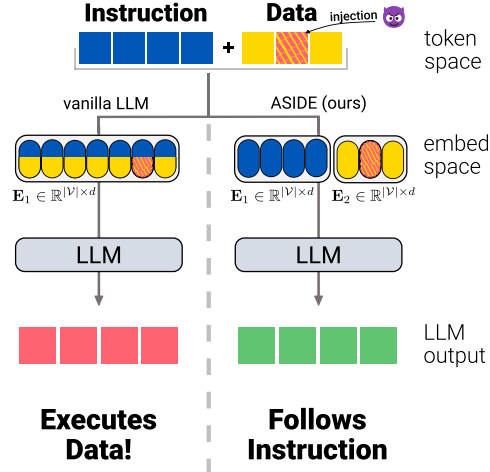 Instruction Data
injection
+
token
space
vanilla LLM
ASIDE (ours)
embed
space
E₁ ∈ ℝ^{|𝒱|×d}
E₁ ∈ ℝ^{|𝒱|×d} E₂ ∈ ℝ^{|𝒱|×d}
LLM
LLM
LLM
output
Executes
Data!
Follows
Instruction